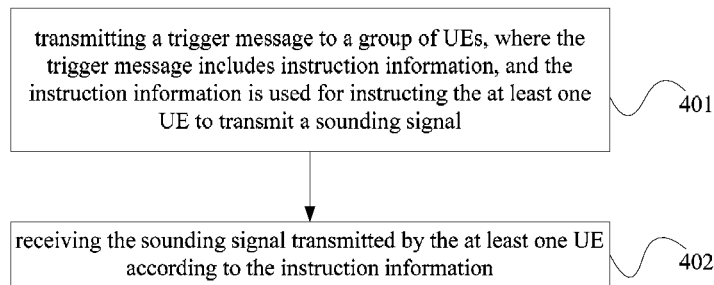 transmitting a trigger message to a group of UEs, where the
trigger message includes instruction information, and the
instruction information is used for instructing the at least one
UE to transmit a sounding signal
401
receiving the sounding signal transmitted by the at least one UE
according to the instruction information
402